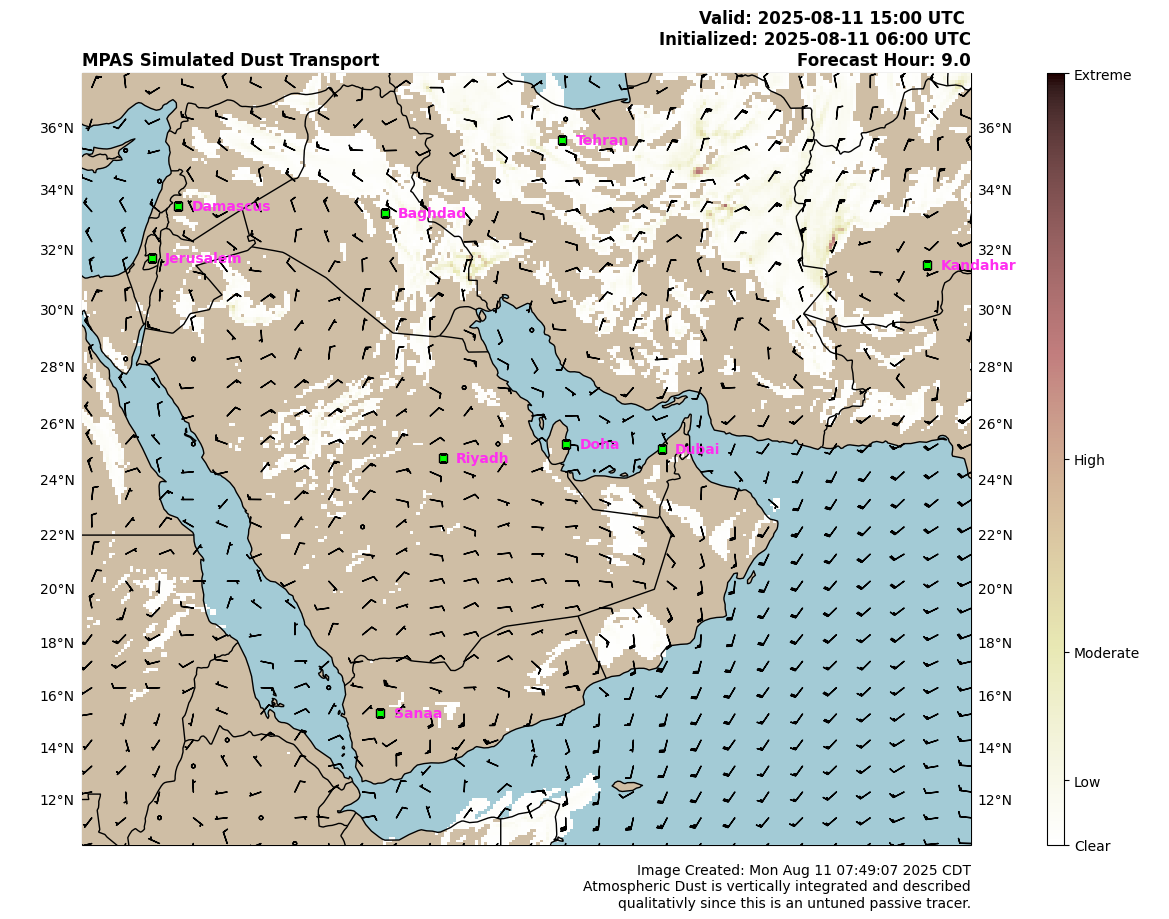 Valid: 2025-08-11 15:00 UTC
Initialized: 2025-08-11 06:00 UTC
MPAS Simulated Dust Transport
Forecast Hour: 9.0
Extreme
36°N
36°N
Tehran
34°N
34°N
Damascus
Baghdad
32°N
32°N
Jerusalem
Kandahar
30°N
30°N
28°N
28°N
26°N
26°N
Doha
Dubai
Riyadh
High
24°N
24°N
22°N
22°N
20°N
20°N
18°N
18°N
Moderate
16°N
16°N
Sanaa
14°N
14°N
Low
12°N
12°N
Clear
Image Created: Mon Aug 11 07:49:07 2025 CDT
Atmospheric Dust is vertically integrated and described
qualitativly since this is an untuned passive tracer.